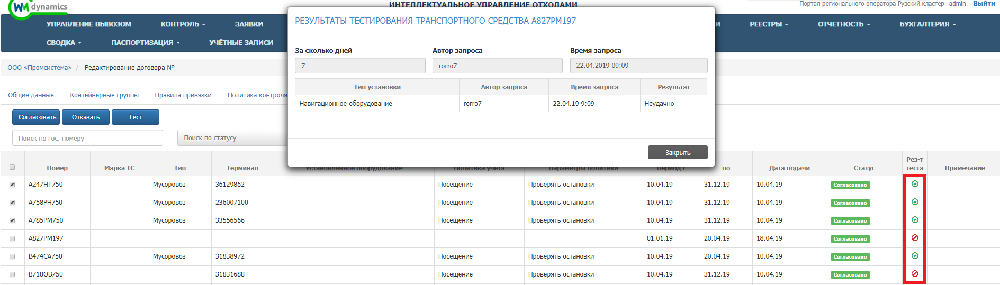 WM dynamics
ИНТЕЛЛЕКТУАЛЬНОЕ УПРАВЛЕНИЕ ОТХОДАМИ
Портал регионального оператора Рузский кластер admin Выйти
УПРАВЛЕНИЕ ВЫВОЗОМ КОНТРОЛЬ ЗАЯВКИ РЕЕСТРЫ ОТЧЕТНОСТЬ БУХГАЛТЕРИЯ
СВОДКА ПАСПОРТИЗАЦИЯ УЧЁТНЫЕ ЗАПИСИ
РЕЗУЛЬТАТЫ ТЕСТИРОВАНИЯ ТРАНСПОРТНОГО СРЕДСТВА А827РМ197
За сколько дней Автор запроса Время запроса
7 rorro7 22.04.2019 09:09
Тип установки Автор запроса Время запроса Результат
Навигационное оборудование rorro7 22.04.19 9:09 Неудачно
Закрыть
ООО «Промсистема» / Редактирование договора №
Общие данные Контейнерные группы Правила привязки Политика контроля
Согласовать Отказать Тест
Поиск по гос. номеру Поиск по статусу
Номер Марка ТС Тип Терминал Установленное оборудование Политика учета Параметры политики Период с по Дата подачи Статус Рез-т теста Примечание
А247НТ750 Мусоровоз 36129862 Посещение Проверять остановки 10.04.19 31.12.19 10.04.19 Согласовано
А758РН750 Мусоровоз 236007100 Посещение Проверять остановки 10.04.19 31.12.19 10.04.19 Согласовано
А785РМ750 Мусоровоз 33556566 Посещение Проверять остановки 10.04.19 31.12.19 10.04.19 Согласовано
А827РМ197 01.01.19 20.04.19 18.04.19 Согласовано
В474СА750 Мусоровоз 31838972 Посещение Проверять остановки 10.04.19 20.04.19 10.04.19 Согласовано
В718ОВ750 31831688 Посещение Проверять остановки 10.04.19 31.12.19 10.04.19 Согласовано